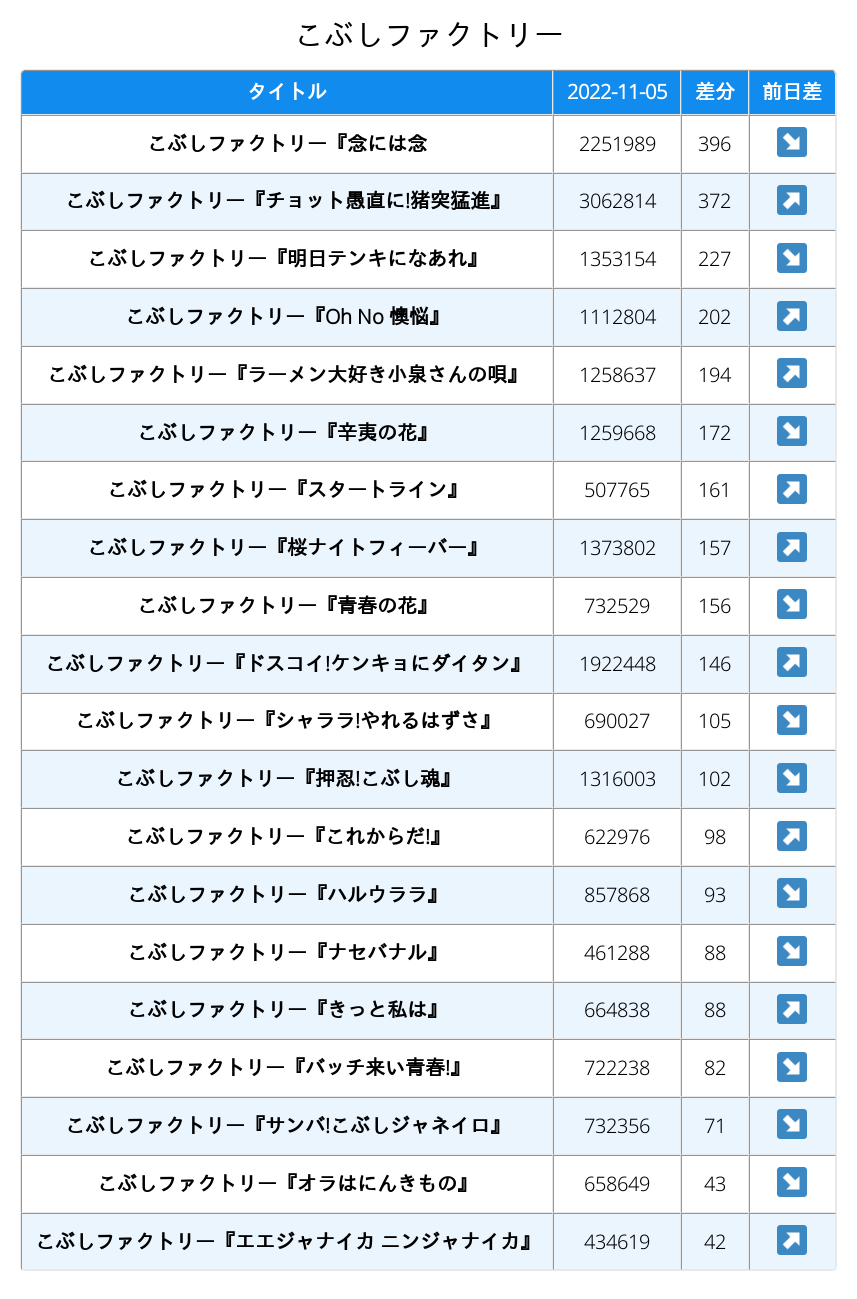 こぶしファクトリー
タイトル 2022-11-05 差分 前日差
こぶしファクトリー『念には念 2251989 396 ↘
こぶしファクトリー『チョット愚直に!猪突猛進』 3062814 372 ↗
こぶしファクトリー『明日テンキになあれ』 1353154 227 ↘
こぶしファクトリー『Oh No 懊悩』 1112804 202 ↗
こぶしファクトリー『ラーメン大好き小泉さんの唄』 1258637 194 ↗
こぶしファクトリー『辛夷の花』 1259668 172 ↘
こぶしファクトリー『スタートライン』 507765 161 ↗
こぶしファクトリー『桜ナイトフィーバー』 1373802 157 ↗
こぶしファクトリー『青春の花』 732529 156 ↘
こぶしファクトリー『ドスコイ!ケンキョにダイタン』 1922448 146 ↗
こぶしファクトリー『シャララ!やれるはずさ』 690027 105 ↘
こぶしファクトリー『押忍!こぶし魂』 1316003 102 ↘
こぶしファクトリー『これからだ!』 622976 98 ↗
こぶしファクトリー『ハルウララ』 857868 93 ↘
こぶしファクトリー『ナセバナル』 461288 88 ↘
こぶしファクトリー『きっと私は』 664838 88 ↗
こぶしファクトリー『バッチ来い青春!』 722238 82 ↘
こぶしファクトリー『サンバ!こぶしジャネイロ』 732356 71 ↘
こぶしファクトリー『オラはにんきもの』 658649 43 ↘
こぶしファクトリー『エエジャナイカ ニンジャナイカ』 434619 42 ↗